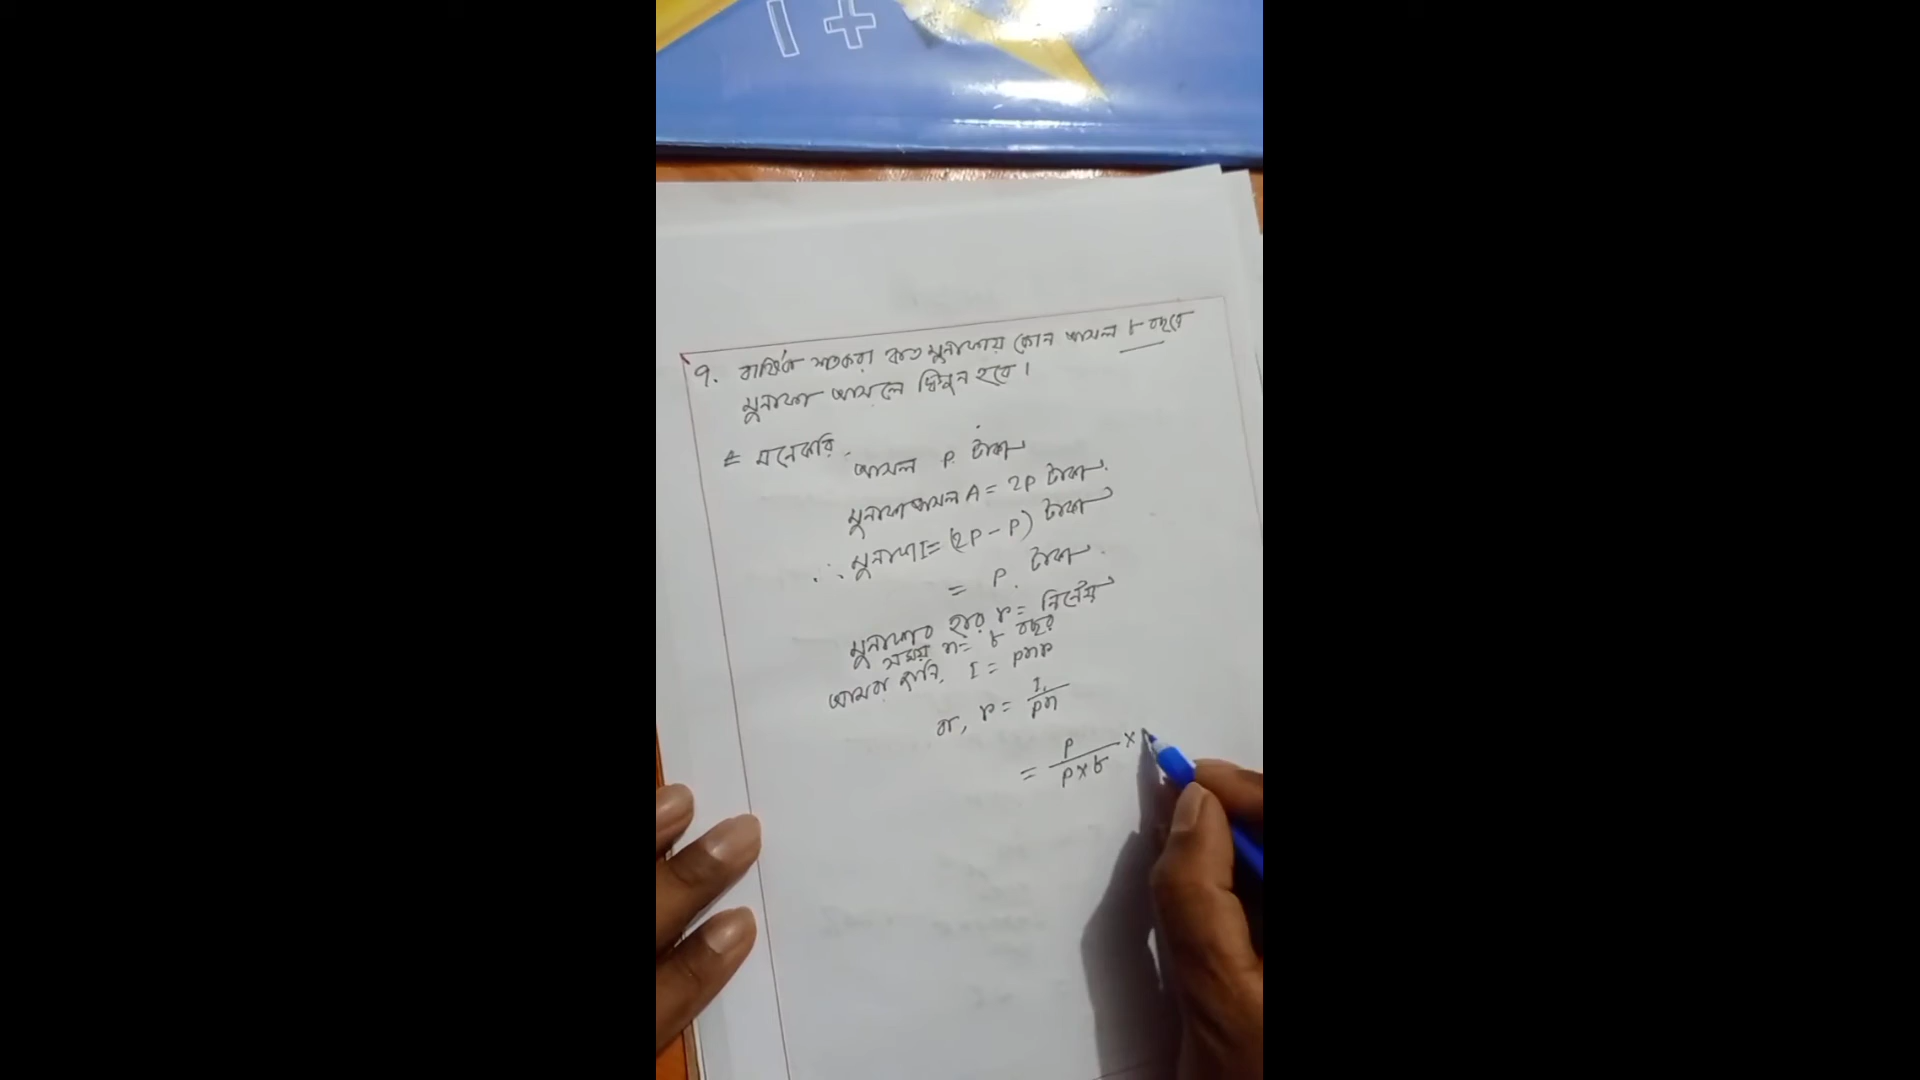 1 +
৭. বার্ষিক শতকরা কত মুনাফায় কোন আসল ৮ বছরে
মুনাফা আসলে দ্বিগুন হবে।
মনেকরি,
আসল P টাকা
মুনাফাআসল A = 2P টাকা
∴ মুনাফা I = (2P - P) টাকা
= P টাকা
মুনাফার হার r = নির্নেয়
সময় n = ৮ বছর
আমরা জানি, I = Pnr
বা, r = I/Pn
= P/P×৮ ×